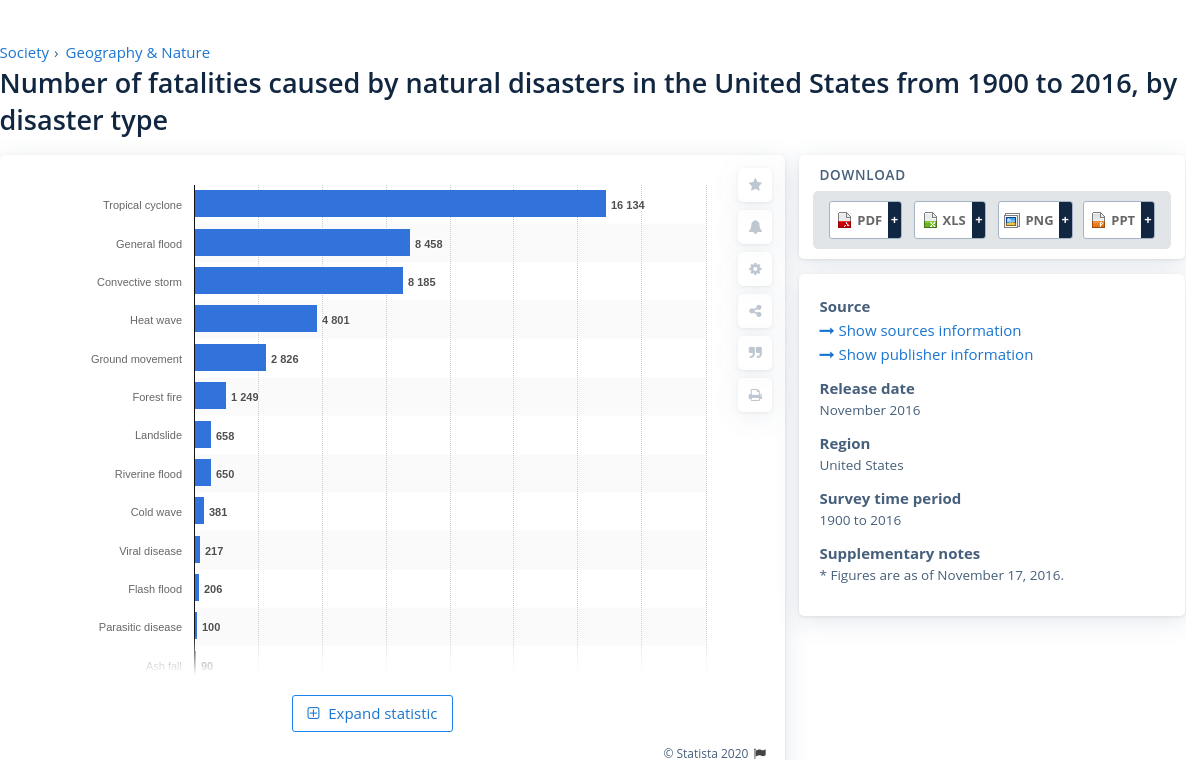 Society › Geography & Nature
Number of fatalities caused by natural disasters in the United States from 1900 to 2016, by
disaster type
Tropical cyclone 16 134
General flood 8 458
Convective storm 8 185
Heat wave 4 801
Ground movement 2 826
Forest fire 1 249
Landslide 658
Riverine flood 650
Cold wave 381
Viral disease 217
Flash flood 206
Parasitic disease 100
Ash fall 90
Expand statistic
© Statista 2020
DOWNLOAD
PDF + XLS + PNG + PPT +
Source
Show sources information
Show publisher information
Release date
November 2016
Region
United States
Survey time period
1900 to 2016
Supplementary notes
* Figures are as of November 17, 2016.